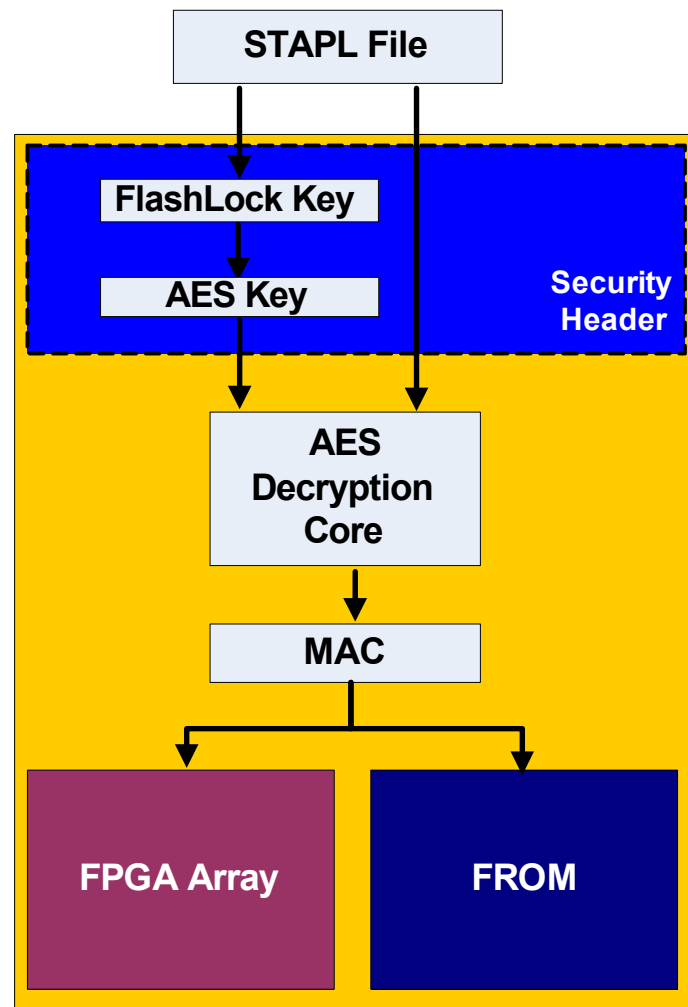 STAPL File
FlashLock Key
AES Key
Security
Header
AES
Decryption
Core
MAC
FPGA Array
FROM